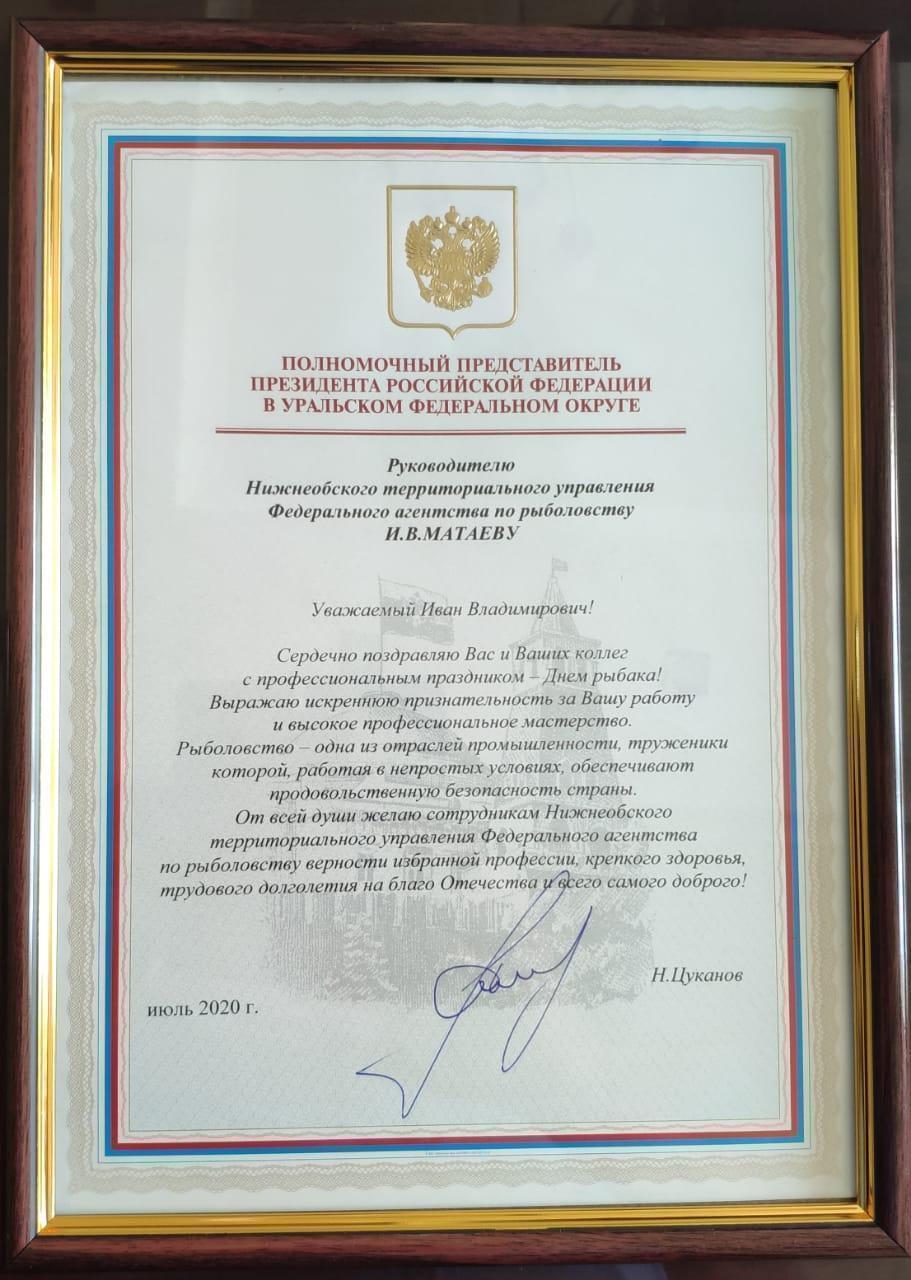 ПОЛНОМОЧНЫЙ ПРЕДСТАВИТЕЛЬ
ПРЕЗИДЕНТА РОССИЙСКОЙ ФЕДЕРАЦИИ
В УРАЛЬСКОМ ФЕДЕРАЛЬНОМ ОКРУГЕ
Руководителю
Нижнеобского территориального управления
Федерального агентства по рыболовству
И.В.МАТАЕВУ
Уважаемый Иван Владимирович!
Сердечно поздравляю Вас и Ваших коллег
с профессиональным праздником – Днем рыбака!
Выражаю искреннюю признательность за Вашу работу
и высокое профессиональное мастерство.
Рыболовство – одна из отраслей промышленности, труженики
которой, работая в непростых условиях, обеспечивают
продовольственную безопасность страны.
От всей души желаю сотрудникам Нижнеобского
территориального управления Федерального агентства
по рыболовству верности избранной профессии, крепкого здоровья,
трудового долголетия на благо Отечества и всего самого доброго!
Н.Цуканов
июль 2020 г.